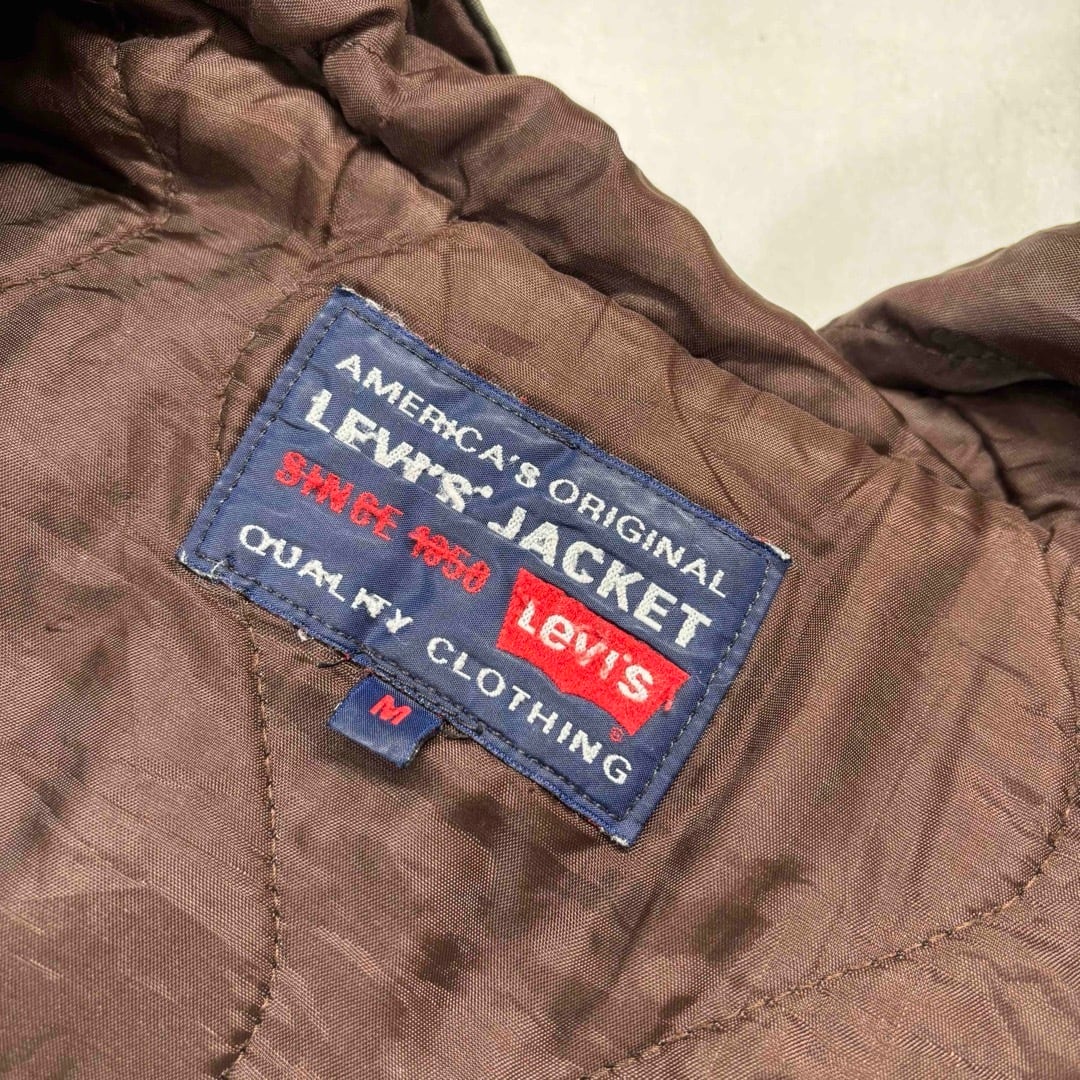 AMERICA'S ORIGINAL
LEVI'S JACKET
SINCE 1850
Levi's
QUALITY CLOTHING
M